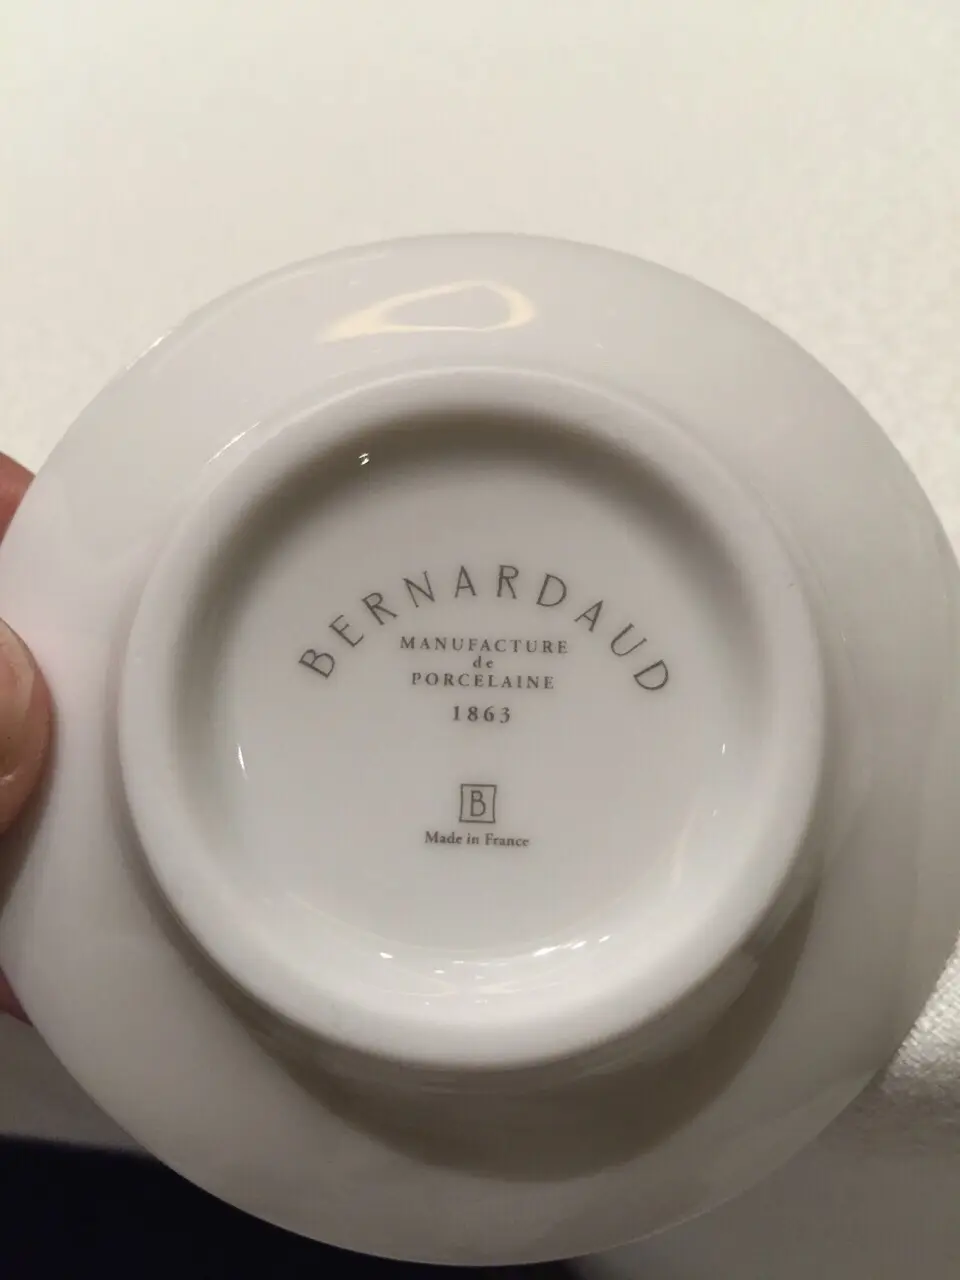 BERNARDAUD
MANUFACTURE
de
PORCELAINE
1863
B
Made in France